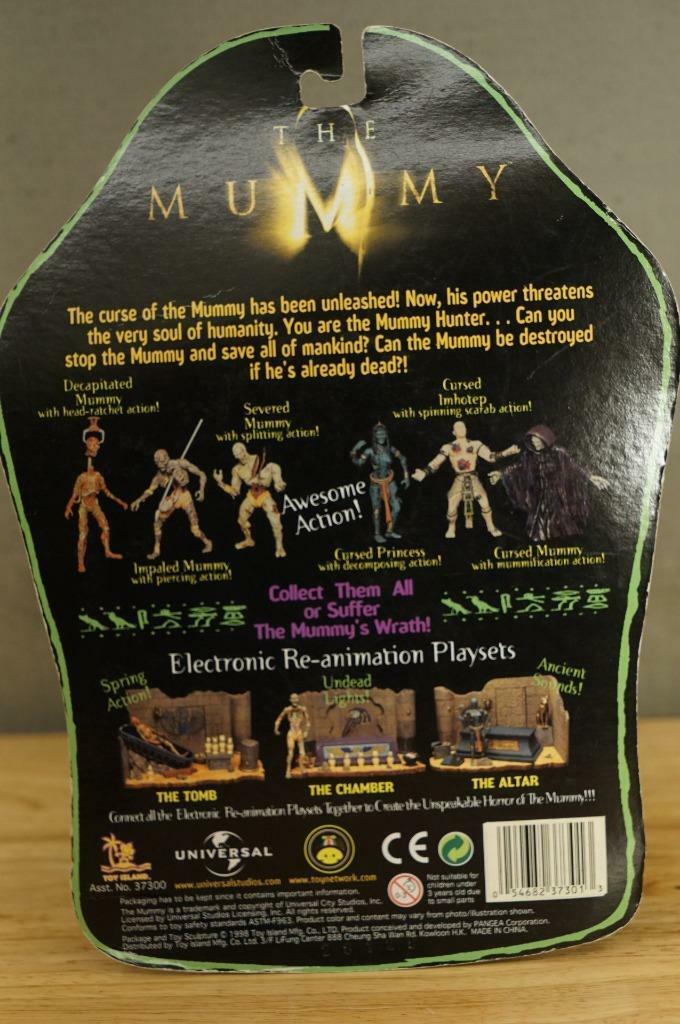 THE
MUMMY
The curse of the Mummy has been unleashed! Now, his power threatens
the very soul of humanity. You are the Mummy Hunter. . . Can you
stop the Mummy and save all of mankind? Can the Mummy be destroyed
if he's already dead?!
Decapitated
Mummy
with head-ratchet action!
Severed
Mummy
with splitting action!
Cursed
Imhotep
with spinning scarab action!
Awesome
Action!
Impaled Mummy
with piercing action!
Cursed Princess
with decomposing action!
Cursed Mummy
with mummification action!
Collect Them All
or Suffer
The Mummy's Wrath!
Electronic Re-animation Playsets
Spring
Action!
Undead
Lights!
Ancient
Sounds!
THE TOMB
THE CHAMBER
THE ALTAR
Connect all the Electronic Re-animation Playsets Together to Create the Unspeakable Horror of The Mummy!!!
TOY ISLAND
Asst. No. 37300
UNIVERSAL
www.universalstudios.com
www.toynetwork.com
CE
0-3
Not suitable for
children under
3 years old due
to small parts
0 54682 37301 3
Packaging has to be kept since it contains important information.
The Mummy is a trademark and copyright of Universal City Studios, Inc.
Licensed by Universal Studios Licensing, Inc. All rights reserved.
Conforms to toy safety standards ASTM-F963. Product color and content may vary from photo/illustration shown.
Package and Toy Sculpture © 1998 Toy Island Mfg. Co., LTD. Product conceived and developed by PANGEA Corporation.
Distributed by Toy Island Mfg. Co. Ltd. 3/F LiFung Center 888 Cheung Sha Wan Rd. Kowloon H.K. MADE IN CHINA.